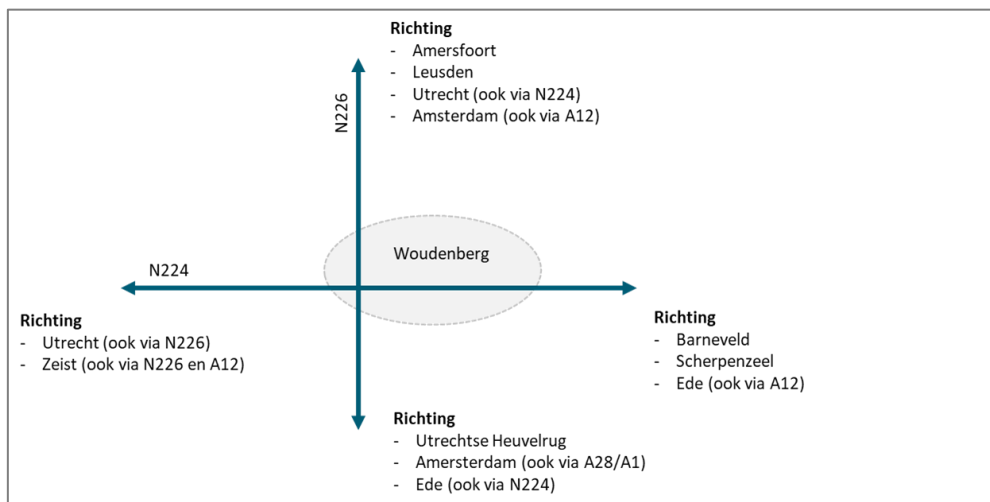 Richting
- Amersfoort
- Leusden
- Utrecht (ook via N224)
- Amsterdam (ook via A12)
N226
Woudenberg
N224
Richting
- Utrecht (ook via N226)
- Zeist (ook via N226 en A12)
Richting
- Barneveld
- Scherpenzeel
- Ede (ook via A12)
Richting
- Utrechtse Heuvelrug
- Amersterdam (ook via A28/A1)
- Ede (ook via N224)